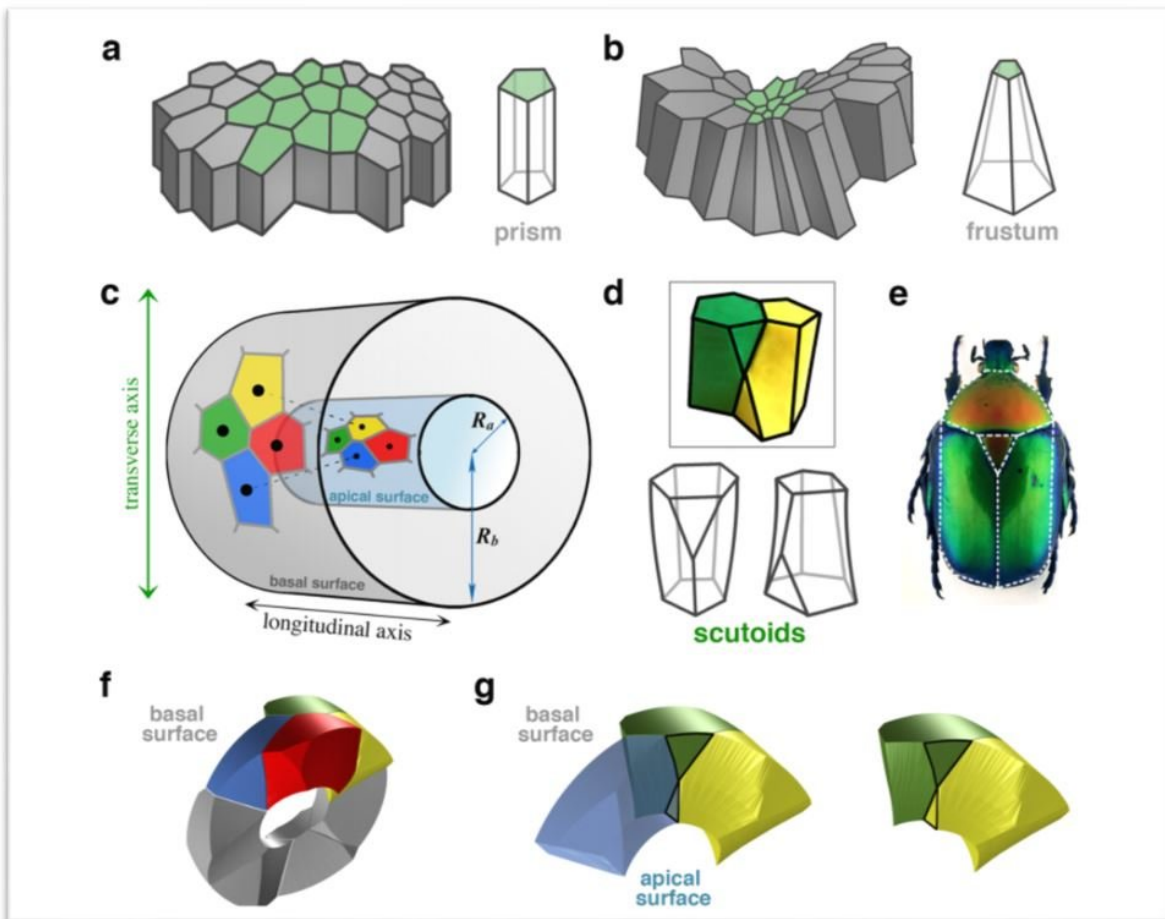 a
b
prism
frustum
c
transverse axis
Ra
apical surface
Rb
basal surface
longitudinal axis
d
e
scutoids
f
basal
surface
g
basal
surface
apical
surface